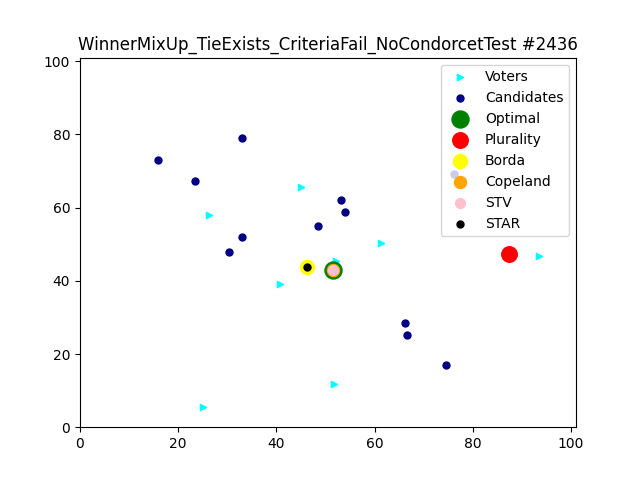 WinnerMixUp_TieExists_CriteriaFail_NoCondorcetTest #2436
100
80
60
40
20
0
0 20 40 60 80 100
Voters
Candidates
Optimal
Plurality
Borda
Copeland
STV
STAR